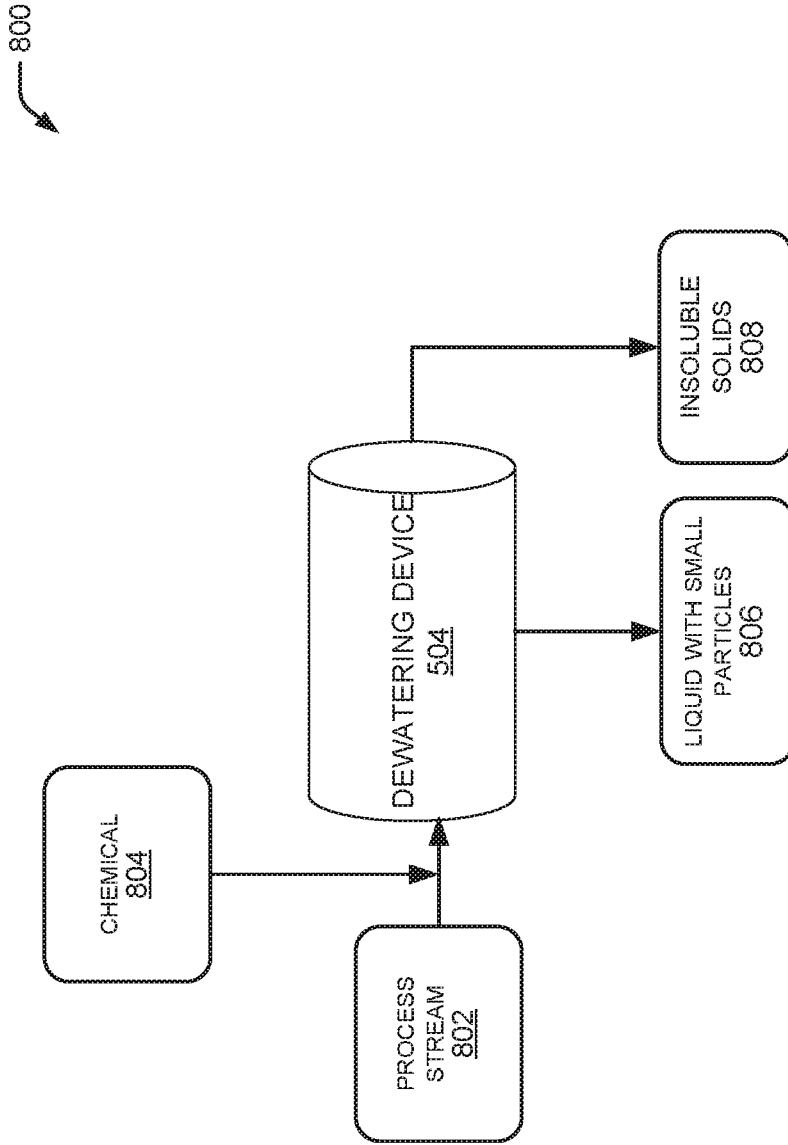 800
CHEMICAL
804
PROCESS
STREAM
802
DEWATERING DEVICE
504
LIQUID WITH SMALL
PARTICLES
806
INSOLUBLE
SOLIDS
808